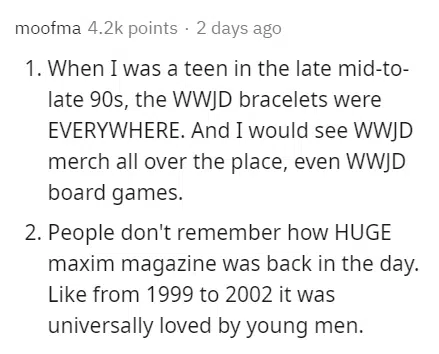 moofma 4.2k points · 2 days ago
1. When I was a teen in the late mid-to-
late 90s, the WWJD bracelets were
EVERYWHERE. And I would see WWJD
merch all over the place, even WWJD
board games.
2. People don't remember how HUGE
maxim magazine was back in the day.
Like from 1999 to 2002 it was
universally loved by young men.